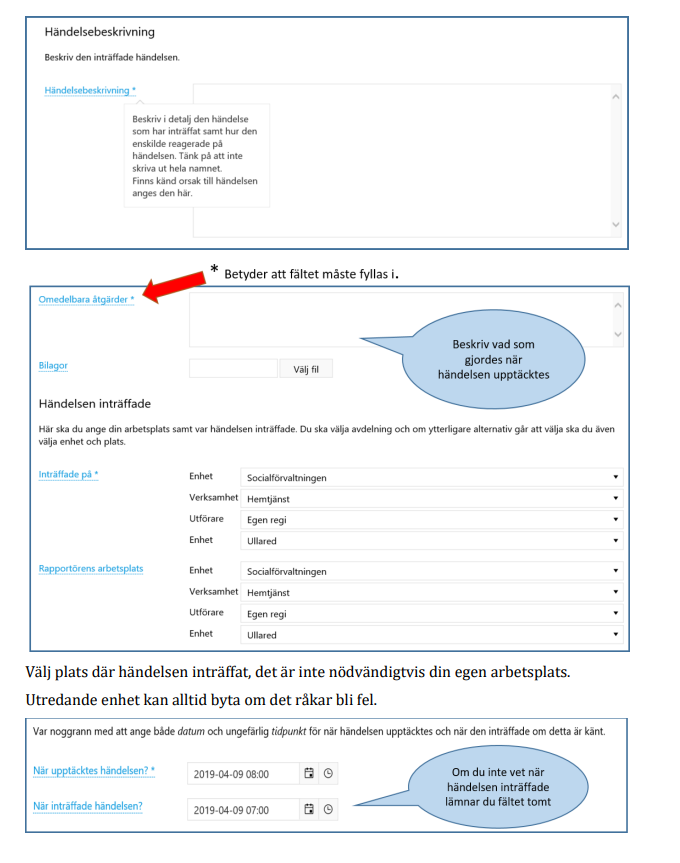 Händelsebeskrivning
Beskriv den inträffade händelsen.
Händelsebeskrivning *
Beskriv i detalj den händelse
som har inträffat samt hur den
enskilde reagerade på
händelsen. Tänk på att inte
skriva ut hela namnet.
Finns känd orsak till händelsen
anges den här.
* Betyder att fältet måste fyllas i.
Omedelbara åtgärder *
Beskriv vad som
gjordes när
händelsen upptäcktes
Bilagor
Välj fil
Händelsen inträffade
Här ska du ange din arbetsplats samt var händelsen inträffade. Du ska välja avdelning och om ytterligare alternativ går att välja ska du även
välja enhet och plats.
Inträffade på * Enhet Socialförvaltningen
Verksamhet Hemtjänst
Utförare Egen regi
Enhet Ullared
Rapportörens arbetsplats Enhet Socialförvaltningen
Verksamhet Hemtjänst
Utförare Egen regi
Enhet Ullared
Välj plats där händelsen inträffat, det är inte nödvändigtvis din egen arbetsplats.
Utredande enhet kan alltid byta om det råkar bli fel.
Var noggrann med att ange både datum och ungefärlig tidpunkt för när händelsen upptäcktes och när den inträffade om detta är känt.
När upptäcktes händelsen? * 2019-04-09 08:00
När inträffade händelsen? 2019-04-09 07:00
Om du inte vet när
händelsen inträffade
lämnar du fältet tomt